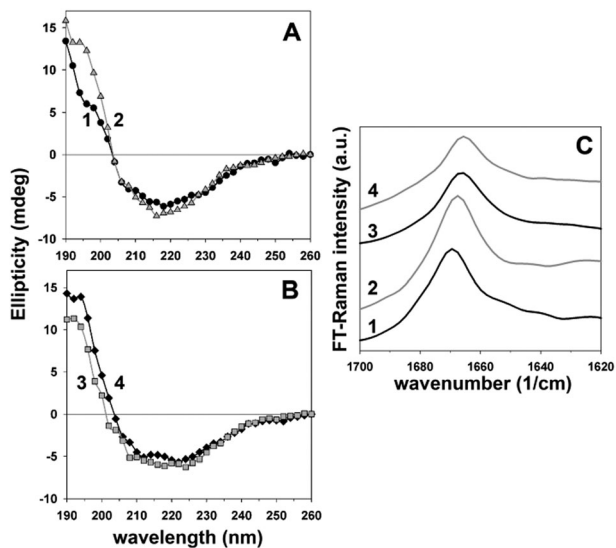 A
15
10
5
0
-5
-10
1 2
190 200 210 220 230 240 250 260
Ellipticity (mdeg)
B
15
10
5
0
-5
-10
3 4
190 200 210 220 230 240 250 260
wavelength (nm)
C
4
3
2
1
FT-Raman intensity (a.u.)
1700 1680 1660 1640 1620
wavenumber (1/cm)